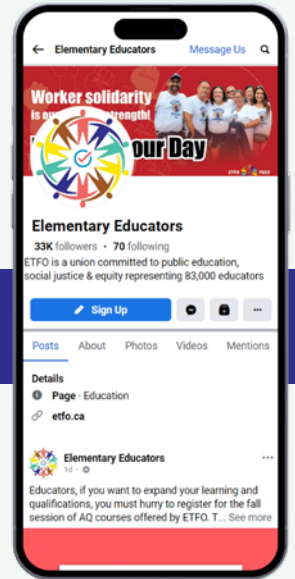 Elementary Educators Message Us
Worker solidarity
is our strength!
our Day
ETFO FEEO
Elementary Educators
33K followers • 70 following
ETFO is a union committed to public education,
social justice & equity representing 83,000 educators
Sign Up
Posts About Photos Videos Mentions
Details
Page · Education
etfo.ca
Elementary Educators
1d
Educators, if you want to expand your learning and
qualifications, you must hurry to register for the fall
session of AQ courses offered by ETFO. T... See more